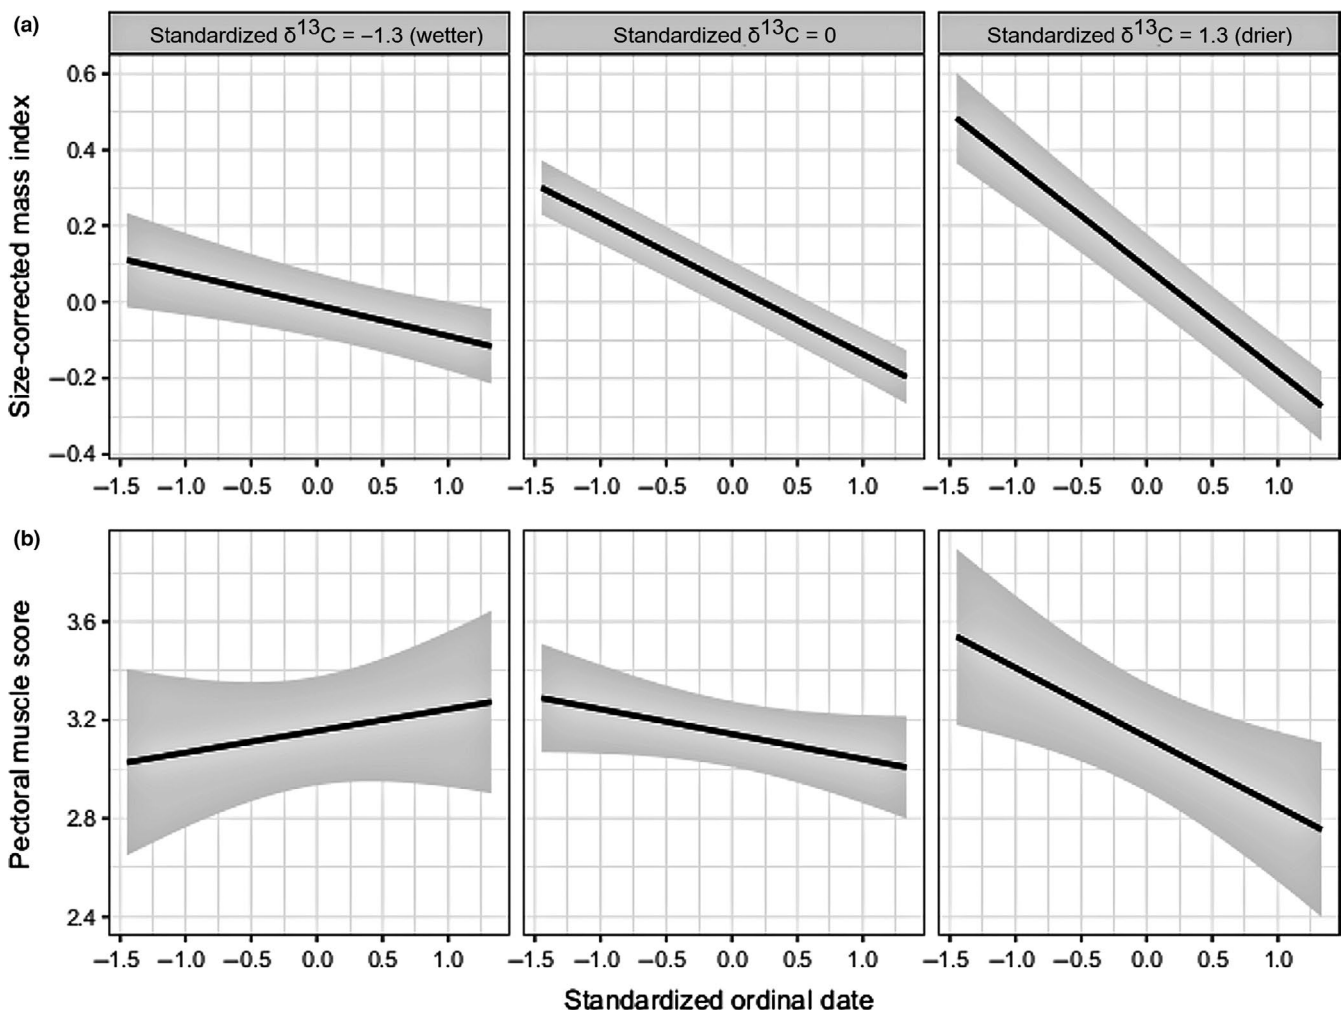 (a)
Standardized δ¹³C = –1.3 (wetter)
Standardized δ¹³C = 0
Standardized δ¹³C = 1.3 (drier)
Size-corrected mass index
0.6
0.4
0.2
0.0
–0.2
–0.4
–1.5 –1.0 –0.5 0.0 0.5 1.0
–1.5 –1.0 –0.5 0.0 0.5 1.0
–1.5 –1.0 –0.5 0.0 0.5 1.0
(b)
Pectoral muscle score
3.6
3.2
2.8
2.4
–1.5 –1.0 –0.5 0.0 0.5 1.0
–1.5 –1.0 –0.5 0.0 0.5 1.0
–1.5 –1.0 –0.5 0.0 0.5 1.0
Standardized ordinal date